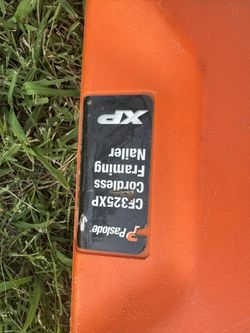 Paslode
CF325XP
Cordless
Framing
Nailer
XP